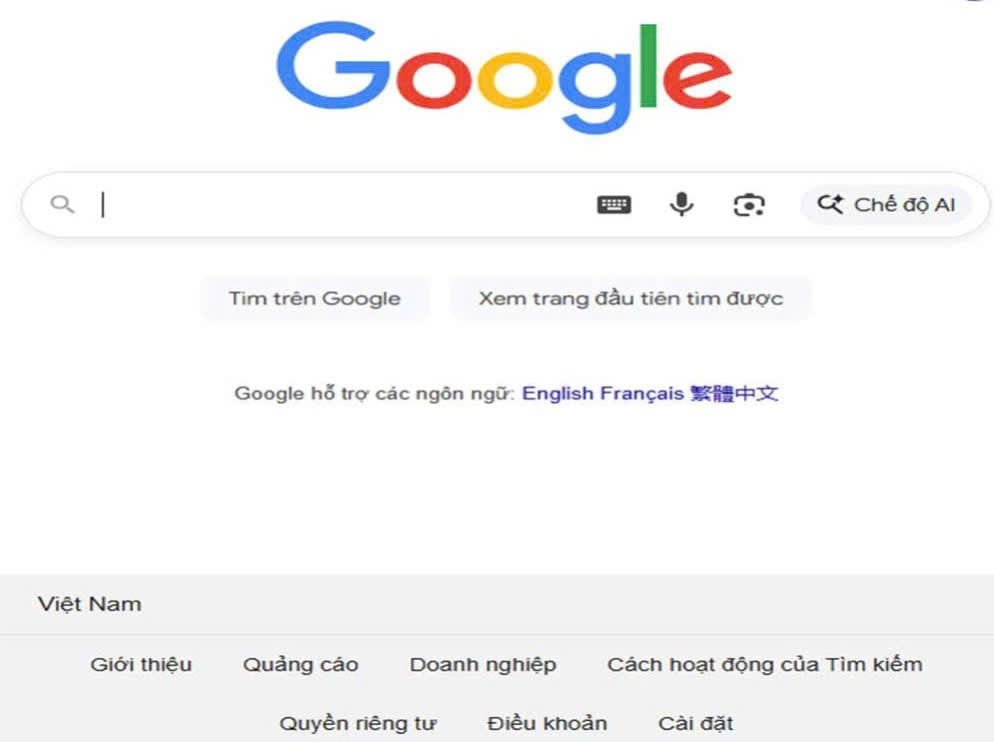 Google
Chế độ AI
Tìm trên Google Xem trang đầu tiên tìm được
Google hỗ trợ các ngôn ngữ: English Français 繁體中文
Việt Nam
Giới thiệu Quảng cáo Doanh nghiệp Cách hoạt động của Tìm kiếm
Quyền riêng tư Điều khoản Cài đặt